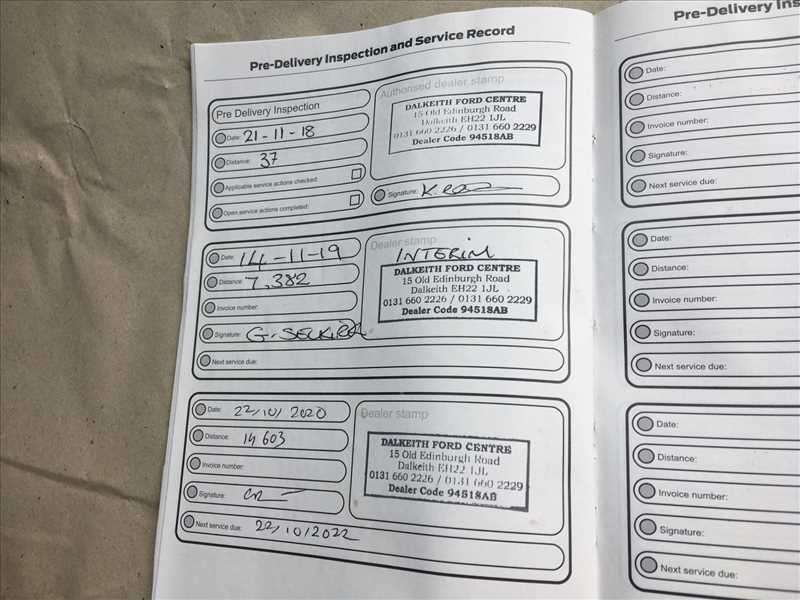 Pre-Delivery Inspection and Service Record
Pre Delivery Inspection
Date: 21-11-18
Distance: 37
Applicable service actions checked:
Open service actions completed:
Authorised dealer stamp
DALKEITH FORD CENTRE
15 Old Edinburgh Road
Dalkeith EH22 1JL
0131 660 2226 / 0131 660 2229
Dealer Code 94518AB
Signature:
Date: 14-11-19
Distance: 7,382
Invoice number:
Signature:
Next service due:
Dealer stamp
INTERIM
DALKEITH FORD CENTRE
15 Old Edinburgh Road
Dalkeith EH22 1JL
0131 660 2226 / 0131 660 2229
Dealer Code 94518AB
Date: 22/10/2020
Distance: 14603
Invoice number:
Signature:
Next service due: 22/10/2022
Dealer stamp
DALKEITH FORD CENTRE
15 Old Edinburgh Road
Dalkeith EH22 1JL
0131 660 2226 / 0131 660 2229
Dealer Code 94518AB
Pre-Delivery
Date:
Distance:
Invoice number:
Signature:
Next service due:
Date:
Distance:
Invoice number:
Signature:
Next service due:
Date:
Distance:
Invoice number:
Signature:
Next service due: